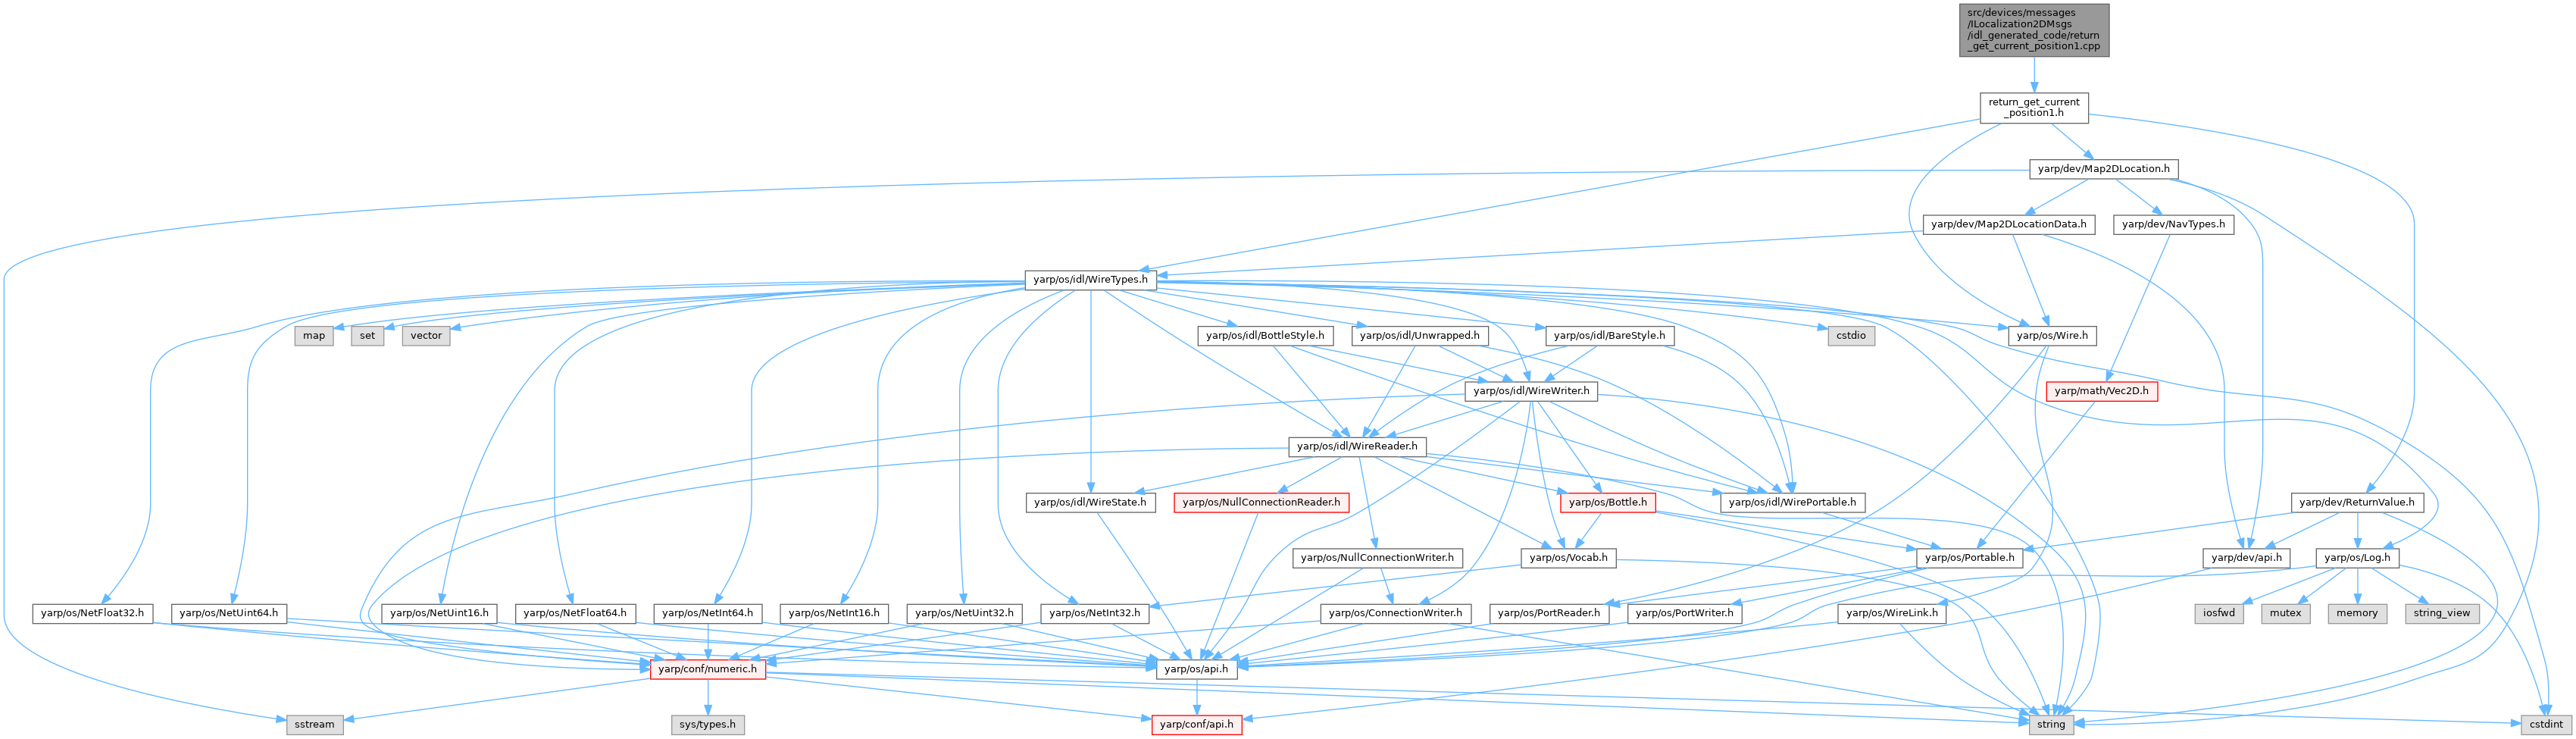 src/devices/messages
/ILocalization2DMsgs
/idl_generated_code/return
_get_current_position1.cpp
return_get_current
_position1.h
yarp/dev/Map2DLocation.h
yarp/dev/Map2DLocationData.h
yarp/dev/NavTypes.h
yarp/os/idl/WireTypes.h
map
set
vector
yarp/os/idl/BottleStyle.h
yarp/os/idl/Unwrapped.h
yarp/os/idl/BareStyle.h
cstdio
yarp/os/Wire.h
yarp/os/idl/WireWriter.h
yarp/math/Vec2D.h
yarp/os/idl/WireReader.h
yarp/os/idl/WireState.h
yarp/os/NullConnectionReader.h
yarp/os/Bottle.h
yarp/os/idl/WirePortable.h
yarp/dev/ReturnValue.h
yarp/os/NullConnectionWriter.h
yarp/os/Vocab.h
yarp/os/Portable.h
yarp/dev/api.h
yarp/os/Log.h
yarp/os/NetFloat32.h
yarp/os/NetUint64.h
yarp/os/NetUint16.h
yarp/os/NetFloat64.h
yarp/os/NetInt64.h
yarp/os/NetInt16.h
yarp/os/NetUint32.h
yarp/os/NetInt32.h
yarp/os/ConnectionWriter.h
yarp/os/PortReader.h
yarp/os/PortWriter.h
yarp/os/WireLink.h
iosfwd
mutex
memory
string_view
yarp/conf/numeric.h
yarp/os/api.h
sstream
sys/types.h
yarp/conf/api.h
string
cstdint